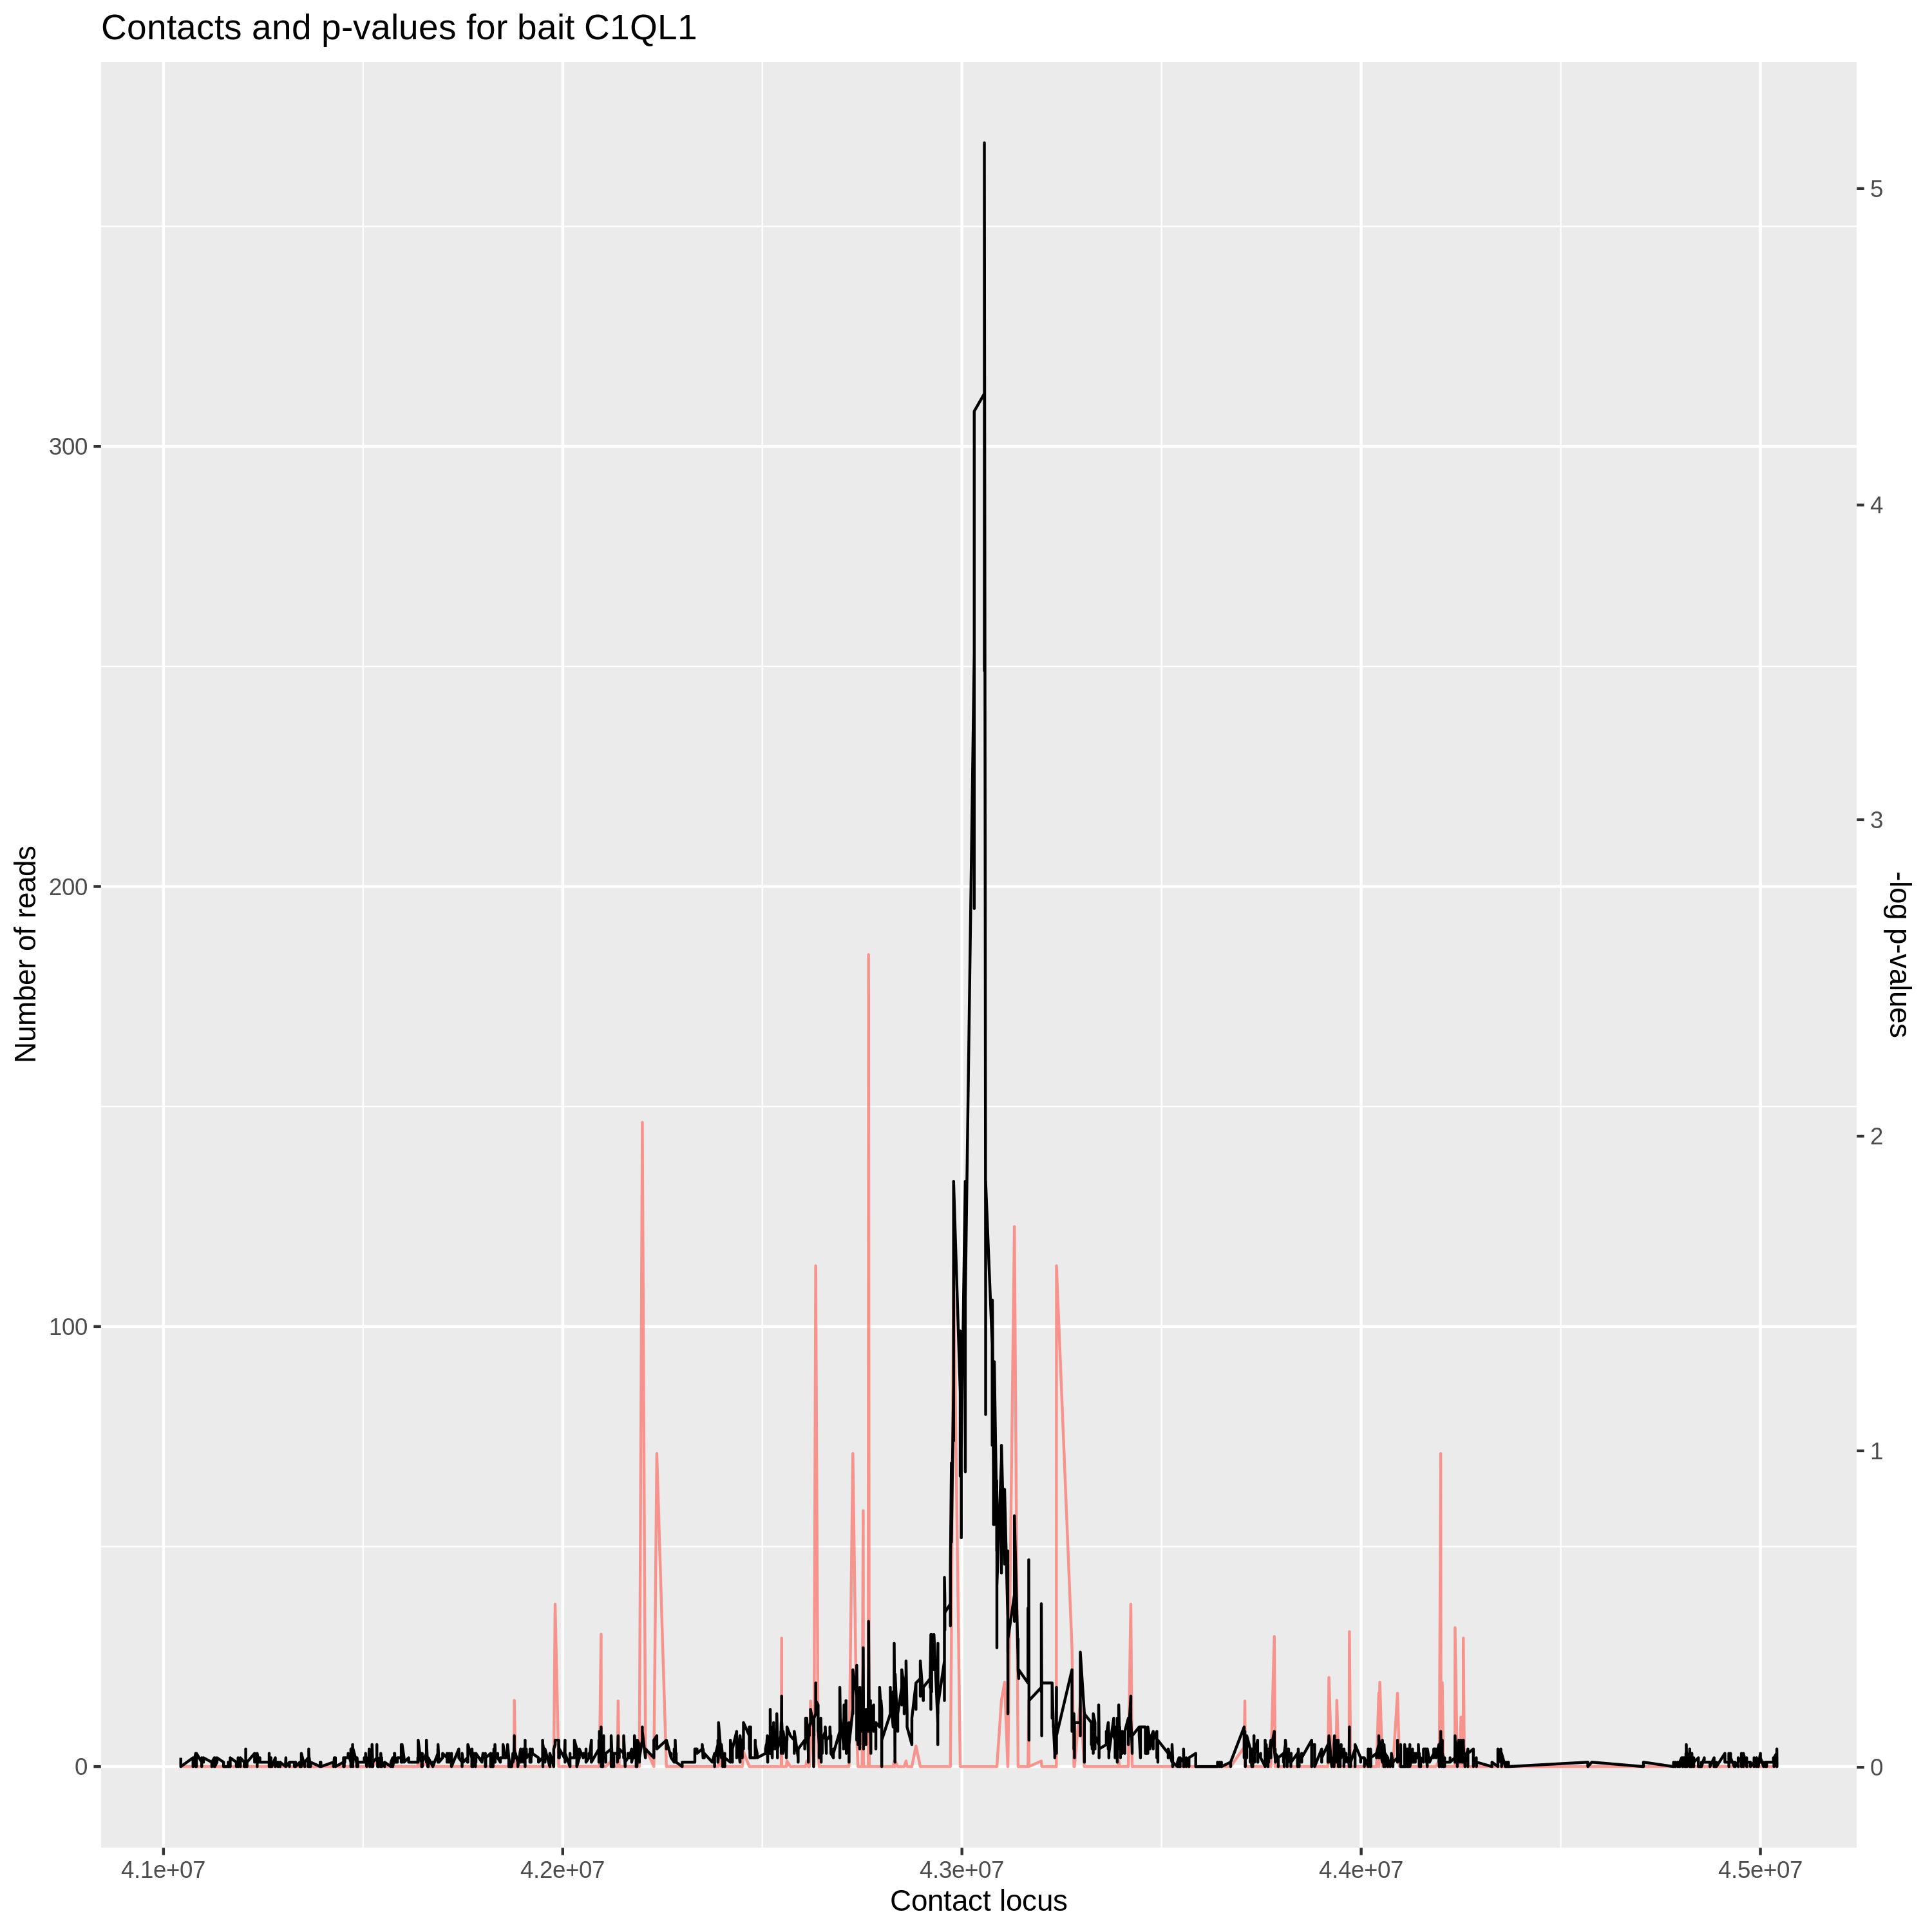 Contacts and p-values for bait C1QL1
Number of reads
300
200
100
0
5
4
3
2
1
0
-log p-values
4.1e+07 4.2e+07 4.3e+07 4.4e+07 4.5e+07
Contact locus